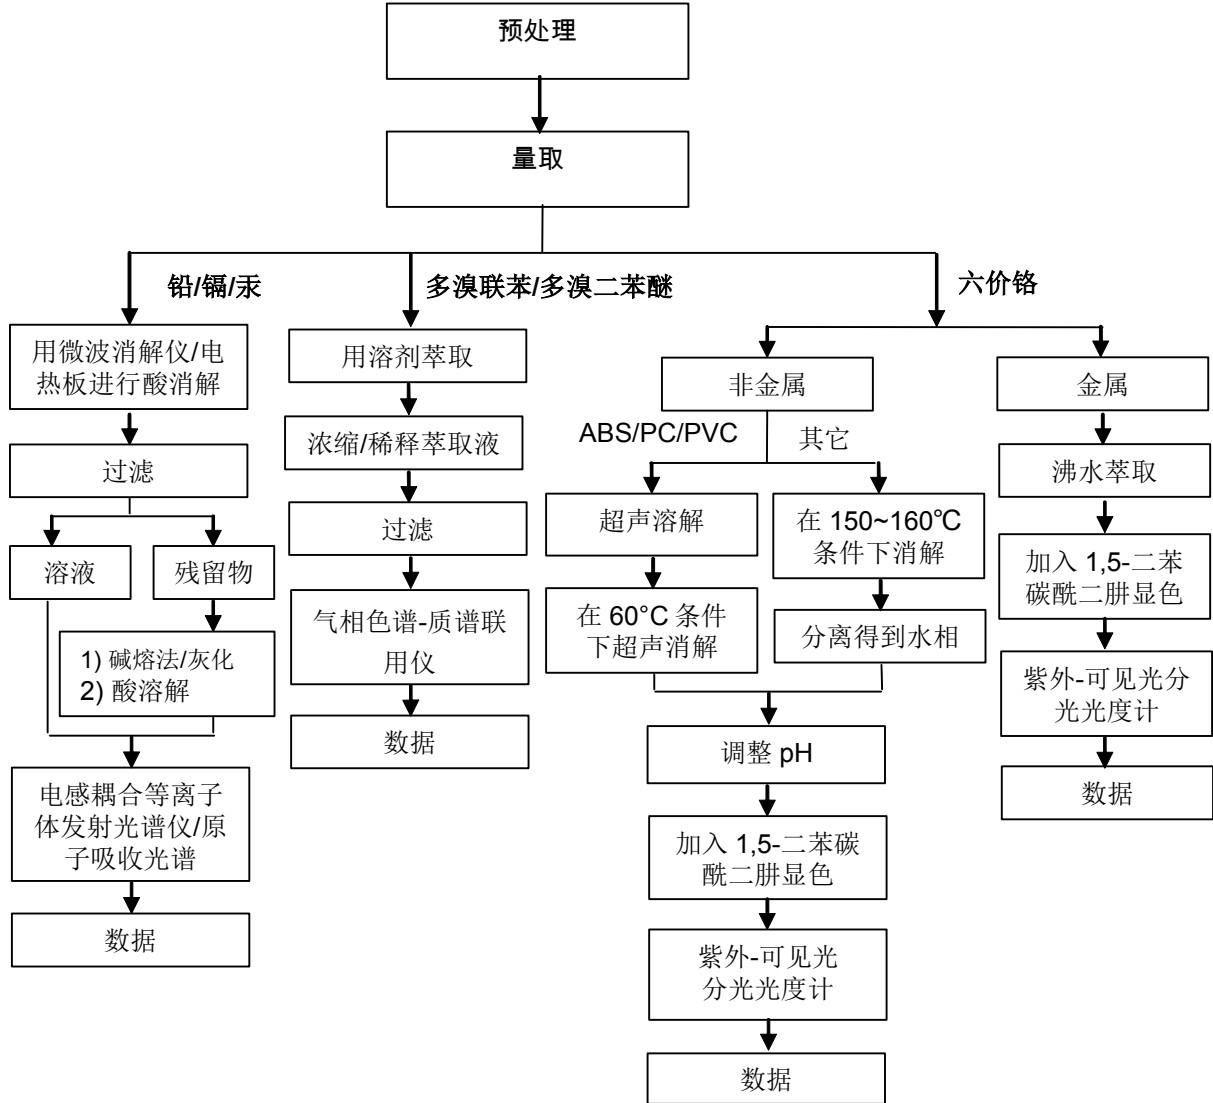 预处理
量取
铅/镉/汞
多溴联苯/多溴二苯醚
六价铬
用微波消解仪/电
热板进行酸消解
过滤
溶液
残留物
1) 碱熔法/灰化
2) 酸溶解
电感耦合等离子
体发射光谱仪/原
子吸收光谱
数据
用溶剂萃取
浓缩/稀释萃取液
过滤
气相色谱-质谱联
用仪
数据
非金属
ABS/PC/PVC
其它
超声溶解
在 60°C 条件
下超声消解
在 150~160℃
条件下消解
分离得到水相
调整 pH
加入 1,5-二苯碳
酰二肼显色
紫外-可见光
分光光度计
数据
金属
沸水萃取
加入 1,5-二苯
碳酰二肼显色
紫外-可见光分
光光度计
数据